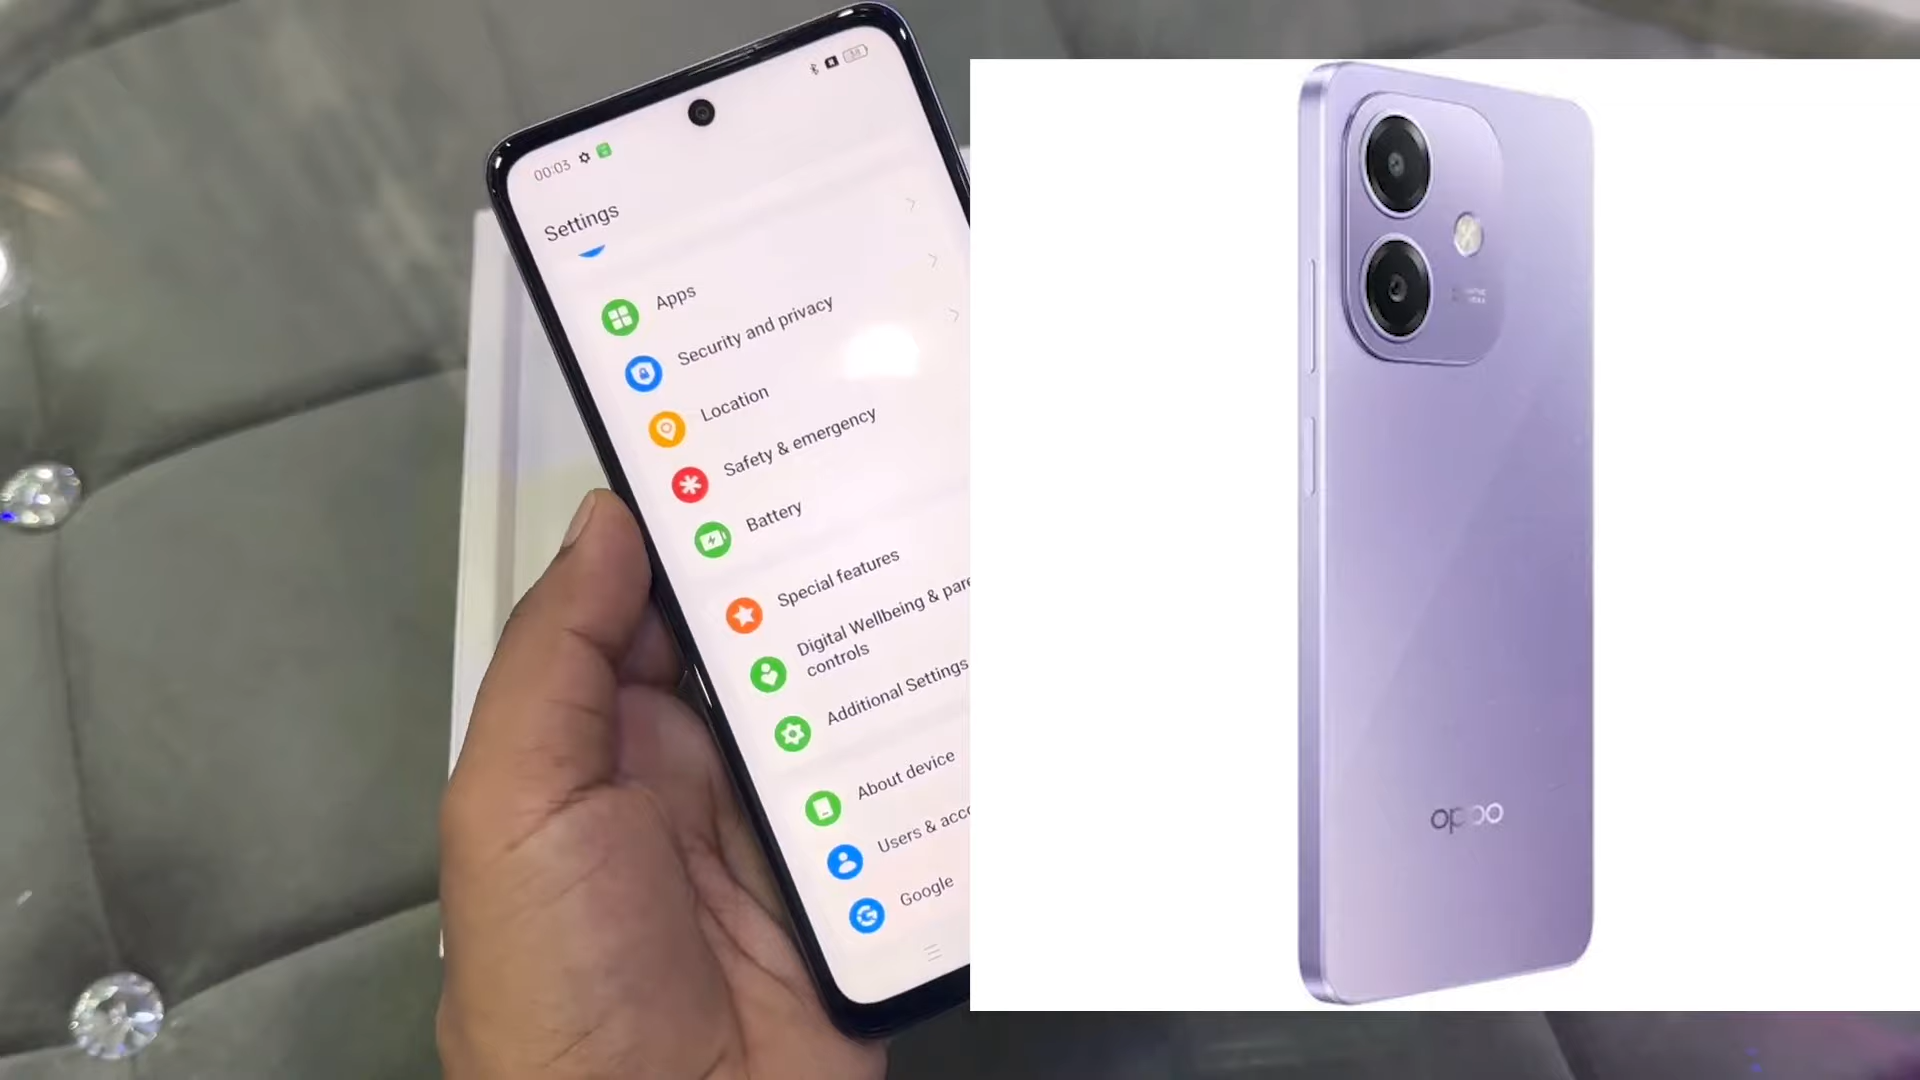 00:03
Settings
Apps
Security and privacy
Location
Safety & emergency
Battery
Special features
Digital Wellbeing & pare
controls
Additional Settings
About device
Users & acc
Google
oppo